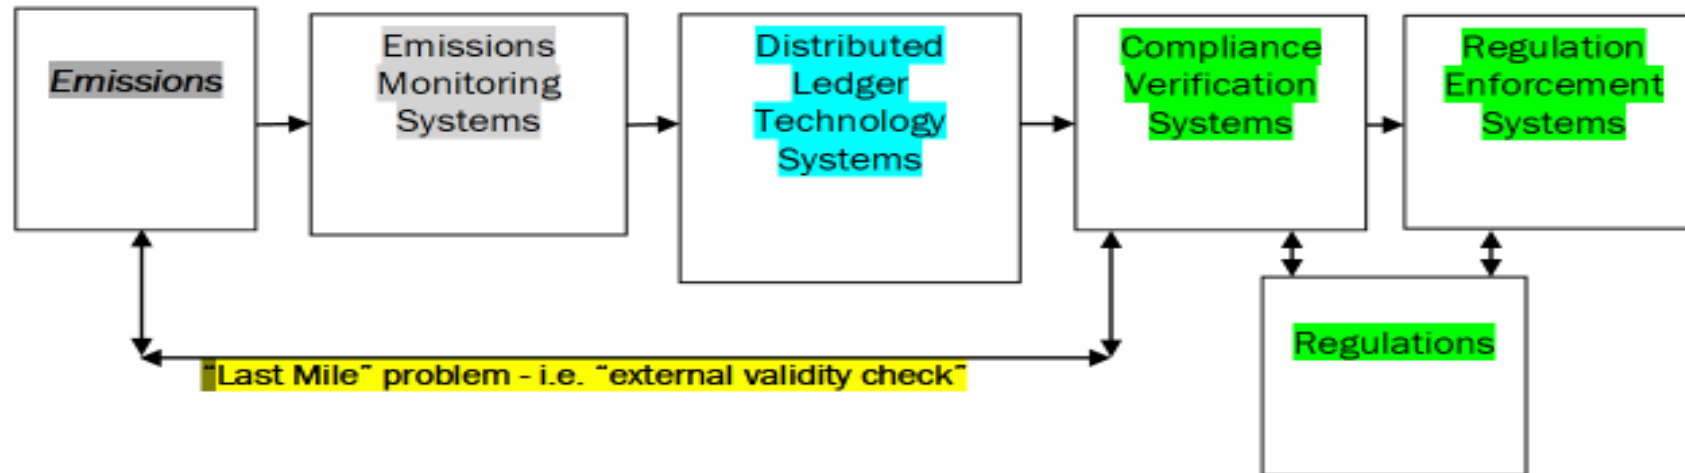 Emissions
Emissions
Monitoring
Systems
Distributed
Ledger
Technology
Systems
Compliance
Verification
Systems
Regulation
Enforcement
Systems
Regulations
"Last Mile" problem - i.e. "external validity check"